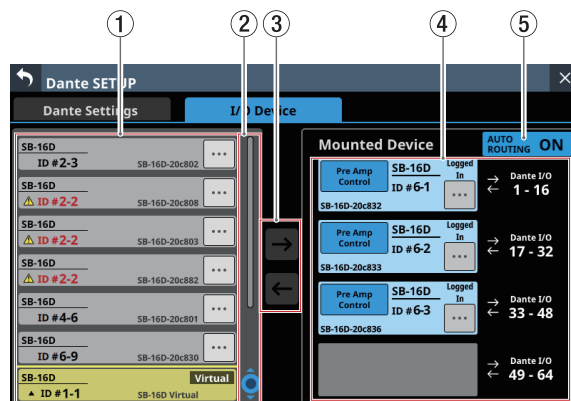 1 2 3 4 5
Dante SETUP
Dante Settings
I/O Device
SB-16D
ID #2-3
SB-16D-20c802
...
SB-16D
ID #2-2
SB-16D-20c808
...
SB-16D
ID #2-2
SB-16D-20c803
...
SB-16D
ID #2-2
SB-16D-20c882
...
SB-16D
ID #4-6
SB-16D-20c801
...
SB-16D
ID #6-9
SB-16D-20c830
...
SB-16D
Virtual
ID #1-1
SB-16D Virtual
Mounted Device
AUTO
ROUTING
ON
Pre Amp
Control
SB-16D
Logged
In
ID #6-1
...
SB-16D-20c832
Dante I/O
1 - 16
Pre Amp
Control
SB-16D
Logged
In
ID #6-2
...
SB-16D-20c833
Dante I/O
17 - 32
Pre Amp
Control
SB-16D
Logged
In
ID #6-3
...
SB-16D-20c836
Dante I/O
33 - 48
Dante I/O
49 - 64